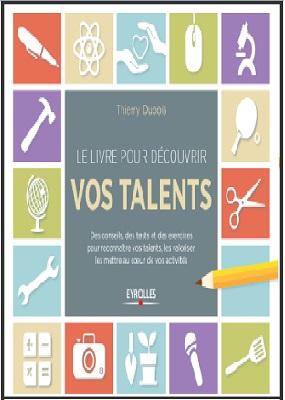 Thierry Dubois
LE LIVRE POUR DÉCOUVRIR
VOS TALENTS
Des conseils, des tests et des exercices
pour reconnaître vos talents, les valoriser
les mettre au cœur de vos activités
EYROLLES